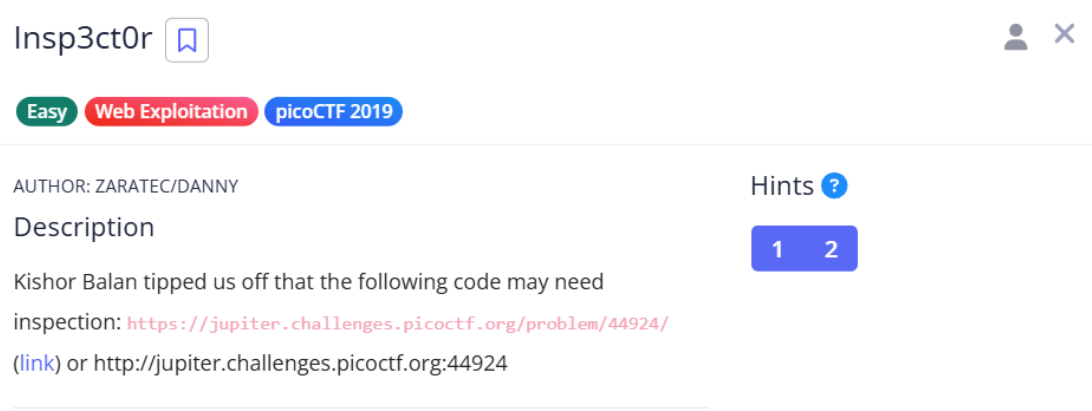 Insp3ct0r
Easy Web Exploitation picoCTF 2019
AUTHOR: ZARATEC/DANNY
Description
Kishor Balan tipped us off that the following code may need
inspection: https://jupiter.challenges.picoctf.org/problem/44924/
(link) or http://jupiter.challenges.picoctf.org:44924
Hints ?
1 2